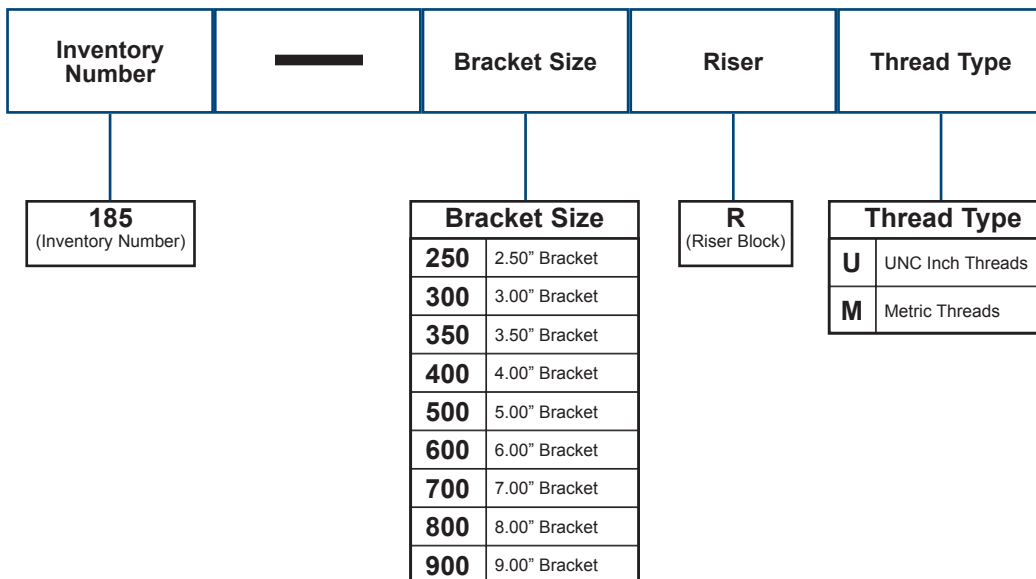 Inventory
Number
Bracket Size
Riser
Thread Type
185
(Inventory Number)
Bracket Size
250 2.50” Bracket
300 3.00” Bracket
350 3.50” Bracket
400 4.00” Bracket
500 5.00” Bracket
600 6.00” Bracket
700 7.00” Bracket
800 8.00” Bracket
900 9.00” Bracket
R
(Riser Block)
Thread Type
U UNC Inch Threads
M Metric Threads